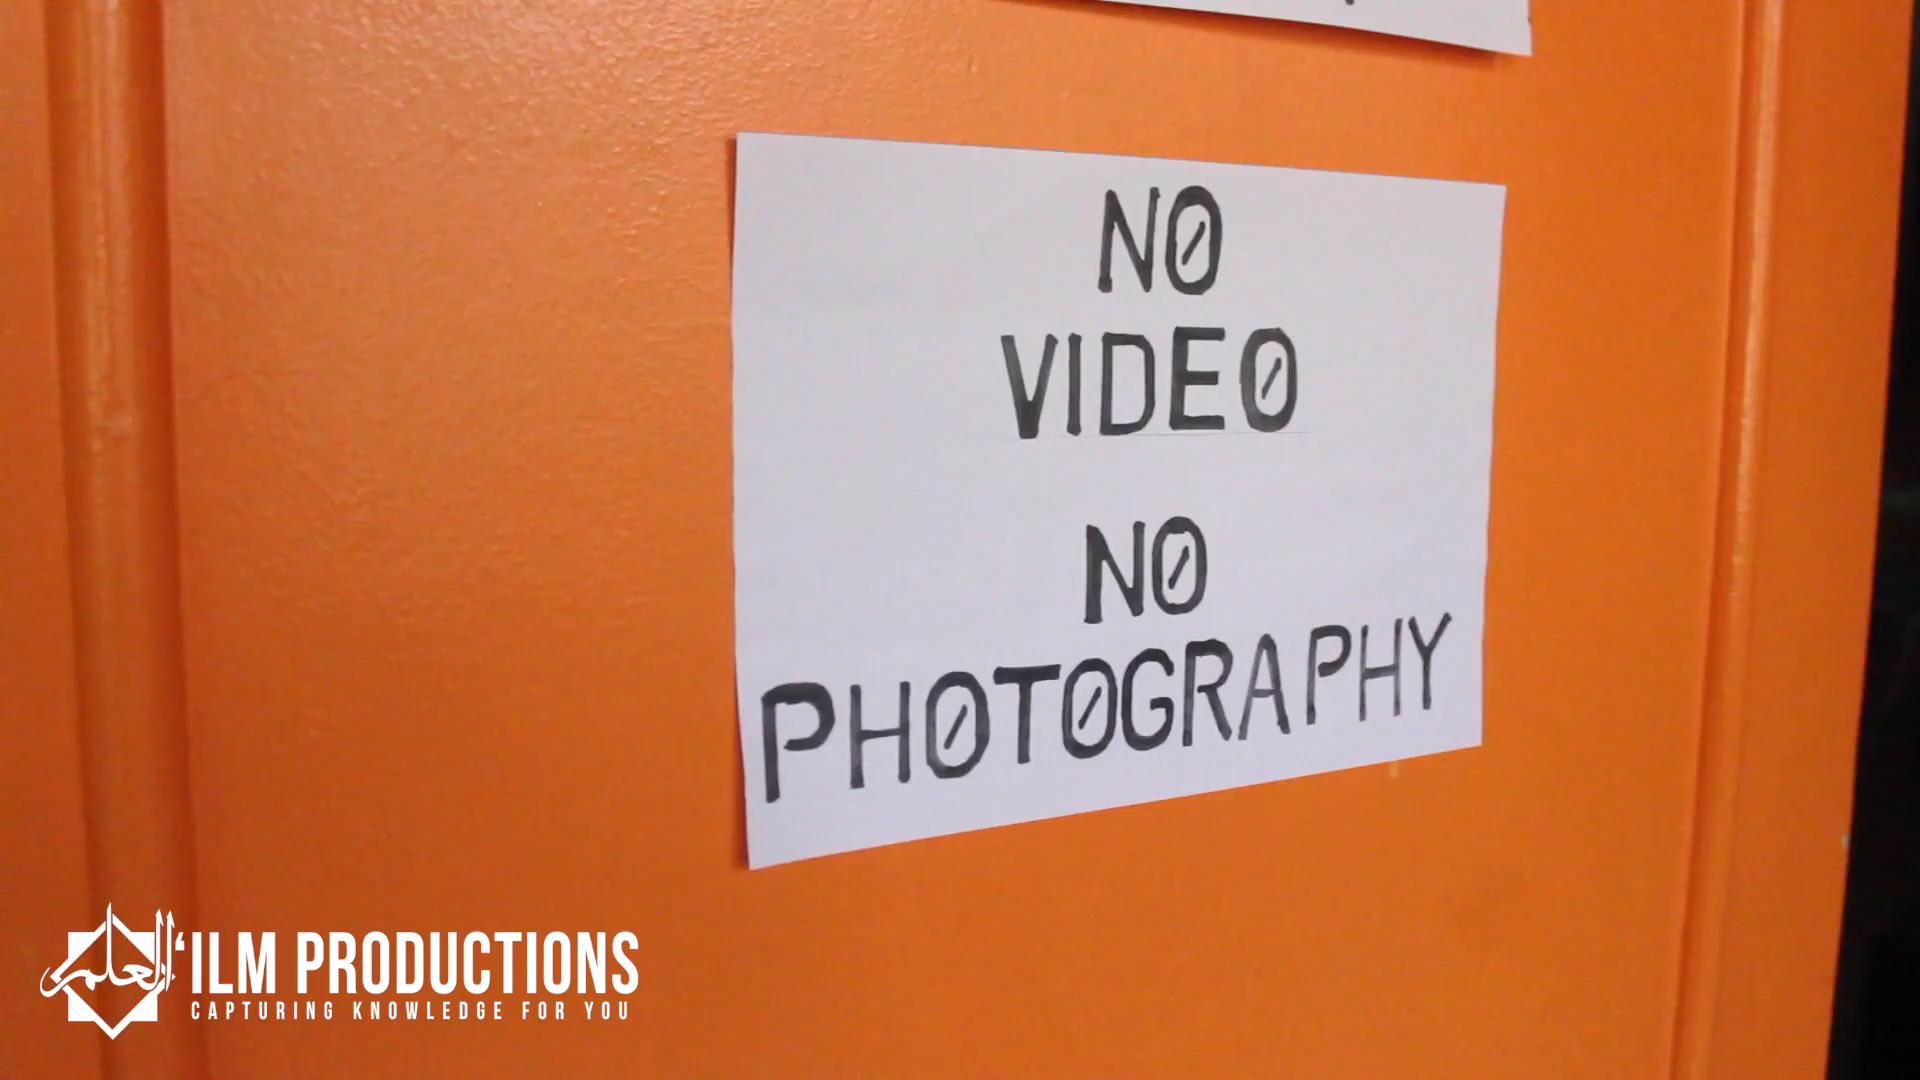 NO
VIDEO
NO
PHOTOGRAPHY
العلم
‘ILM PRODUCTIONS
CAPTURING KNOWLEDGE FOR YOU